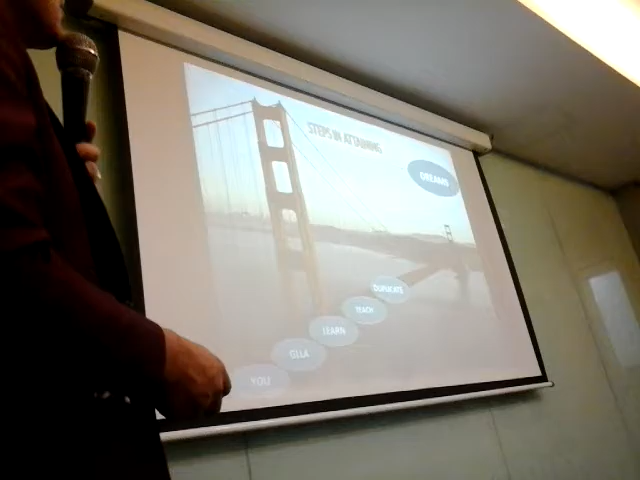 STEPS IN ATTAINING
DREAMS
DUPLICATE
TEACH
LEARN
GLLA
YOU